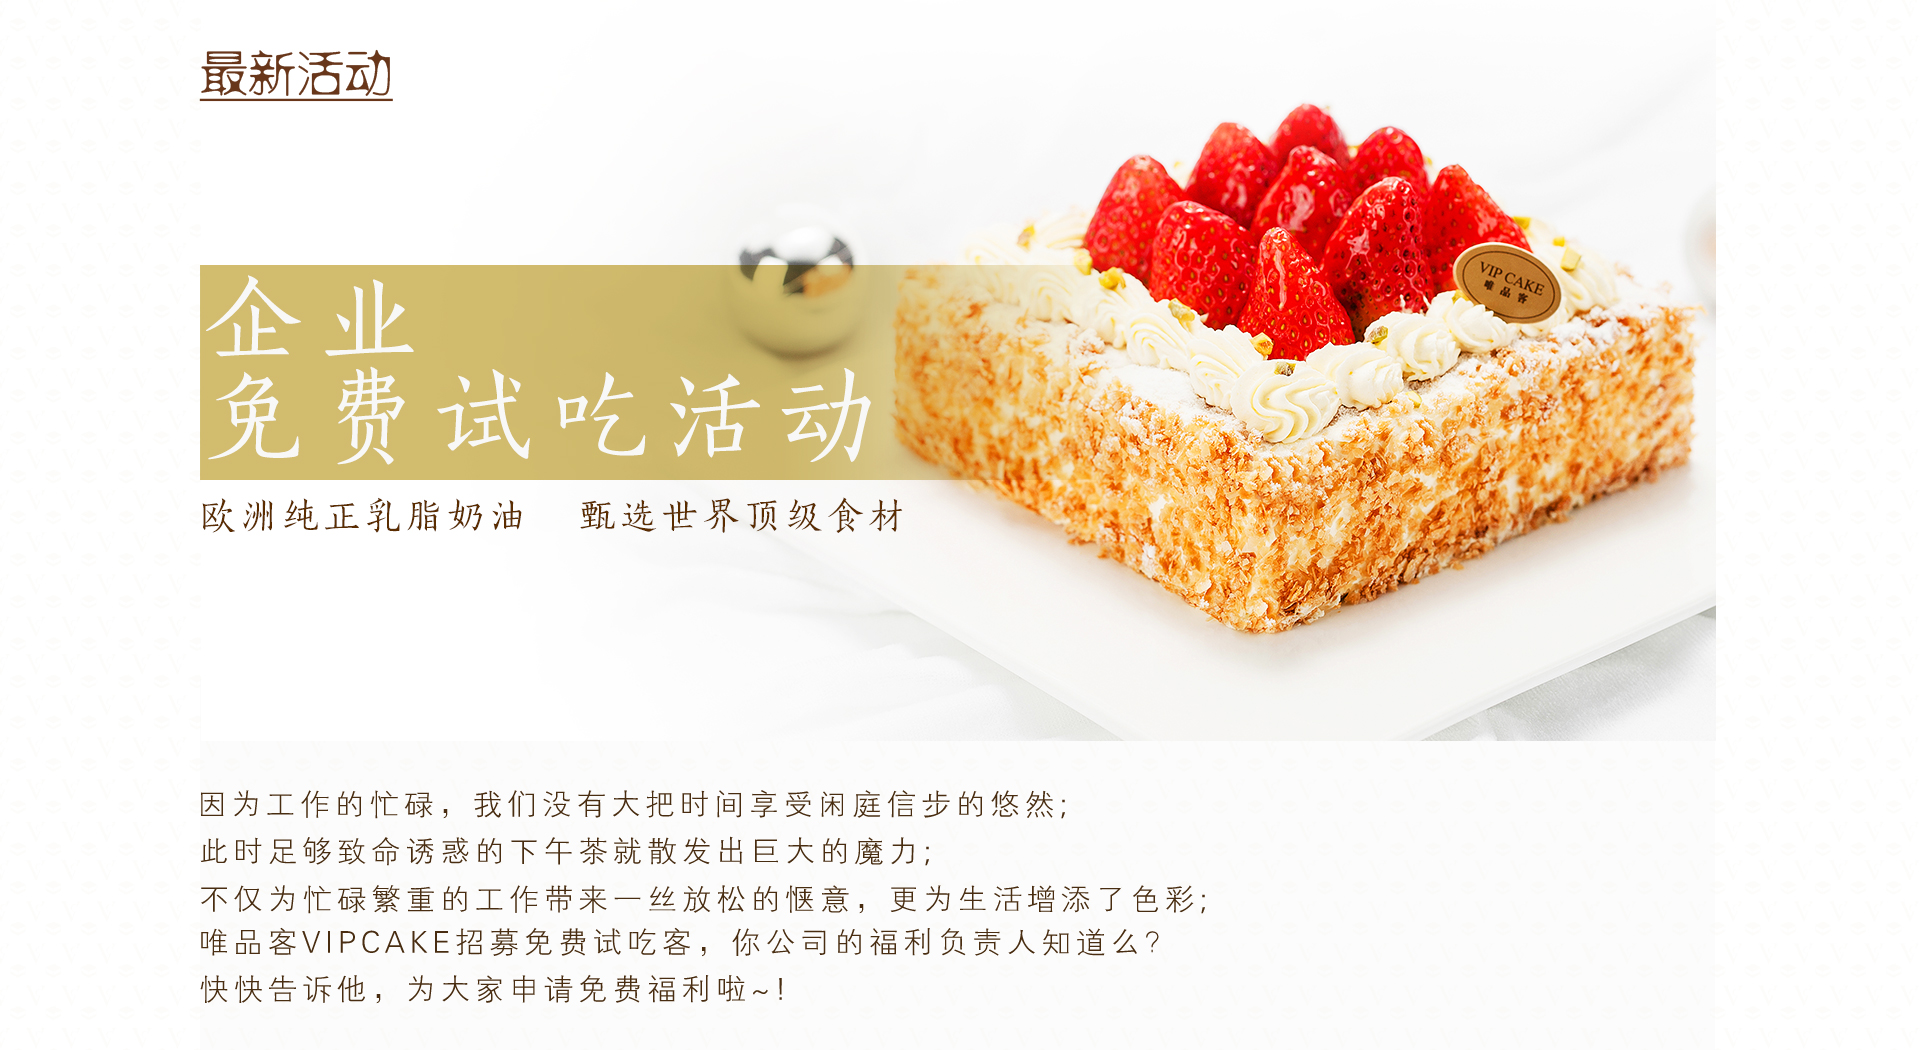 最新活动
企业
免费试吃活动
欧洲纯正乳脂奶油 甄选世界顶级食材
VIP CAKE
唯品客
因为工作的忙碌，我们没有大把时间享受闲庭信步的悠然;
此时足够致命诱惑的下午茶就散发出巨大的魔力;
不仅为忙碌繁重的工作带来一丝放松的惬意，更为生活增添了色彩;
唯品客VIPCAKE招募免费试吃客，你公司的福利负责人知道么?
快快告诉他，为大家申请免费福利啦~!